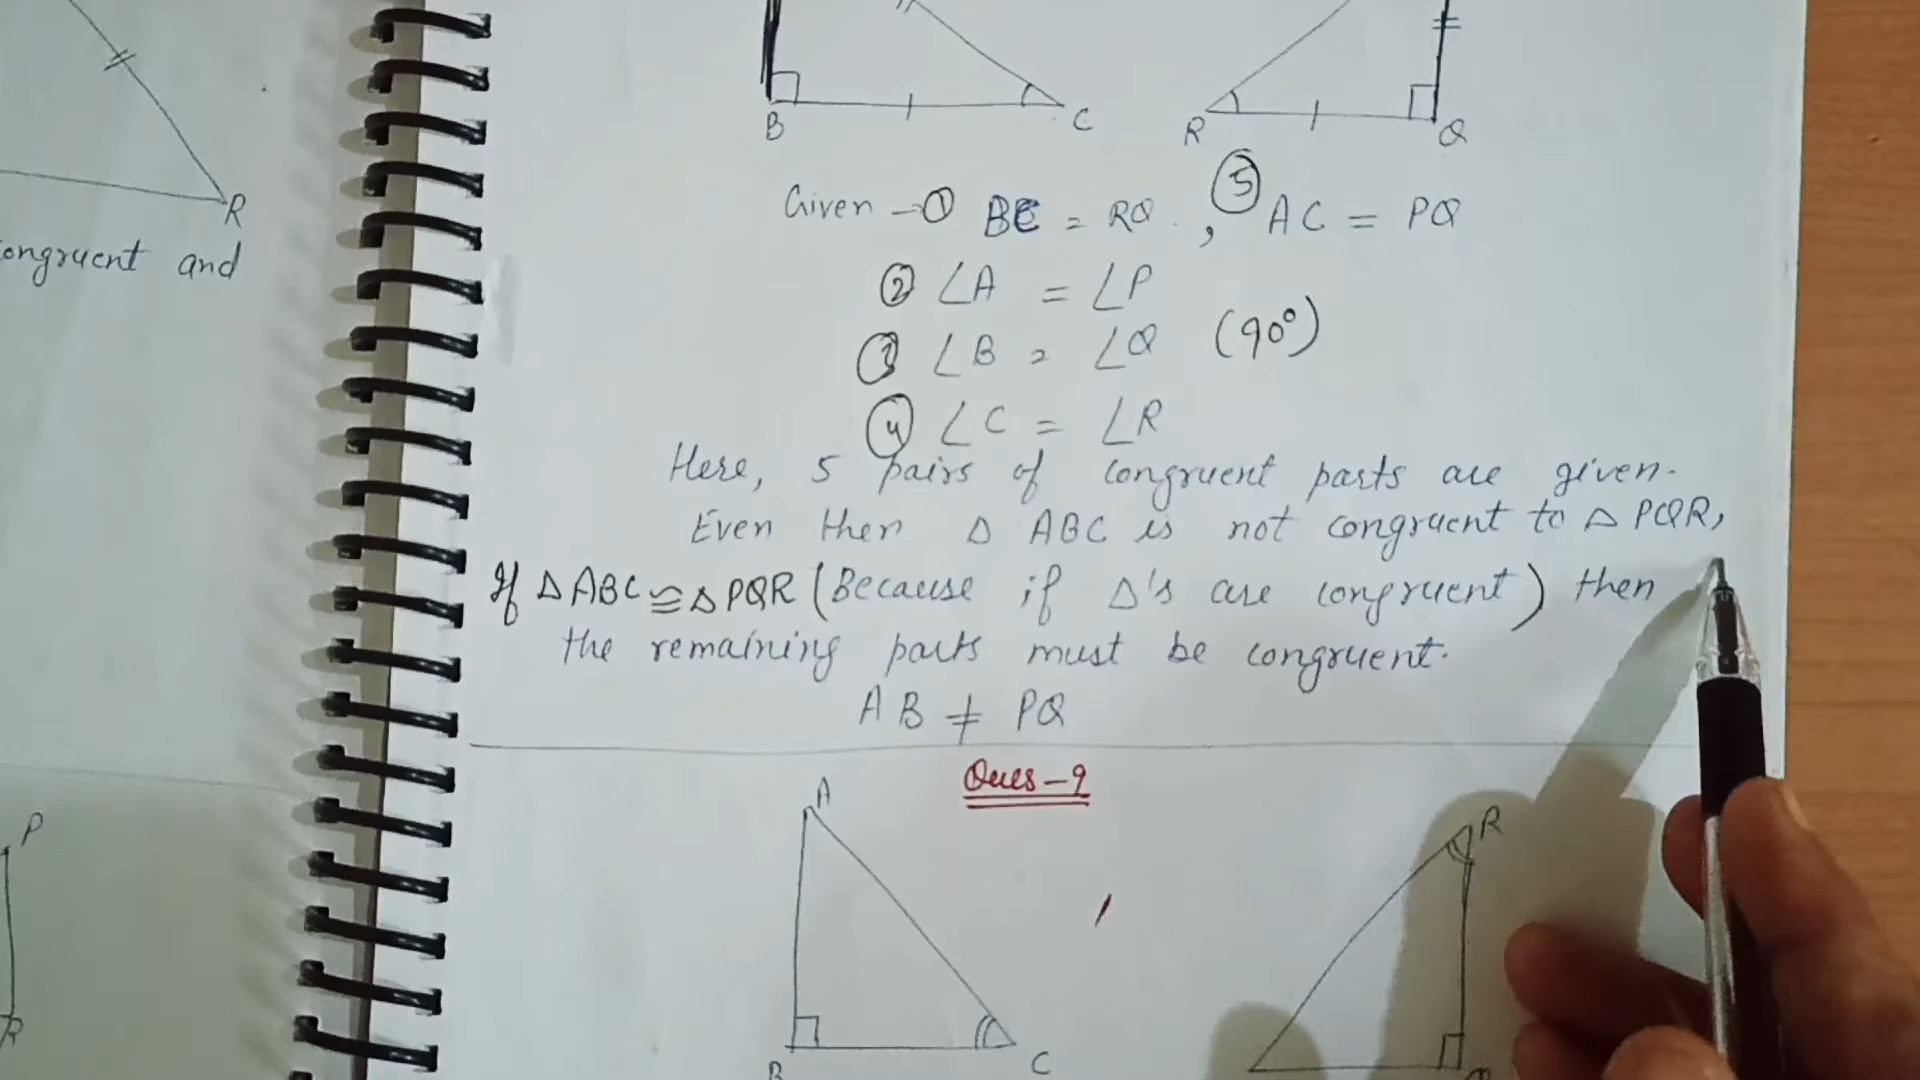 R
ongruent and
P
R
B
C
R
Q
Given → ① BC = RQ , ⑤ AC = PQ
② ∠A = ∠P
③ ∠B = ∠Q (90°)
④ ∠C = ∠R
Here, 5 pairs of congruent parts are given.
Even then Δ ABC is not congruent to Δ PQR,
If Δ ABC ≅ Δ PQR (Because if Δ's are congruent) then
the remaining parts must be congruent.
AB ≠ PQ
Ques-9
A
R
B
C